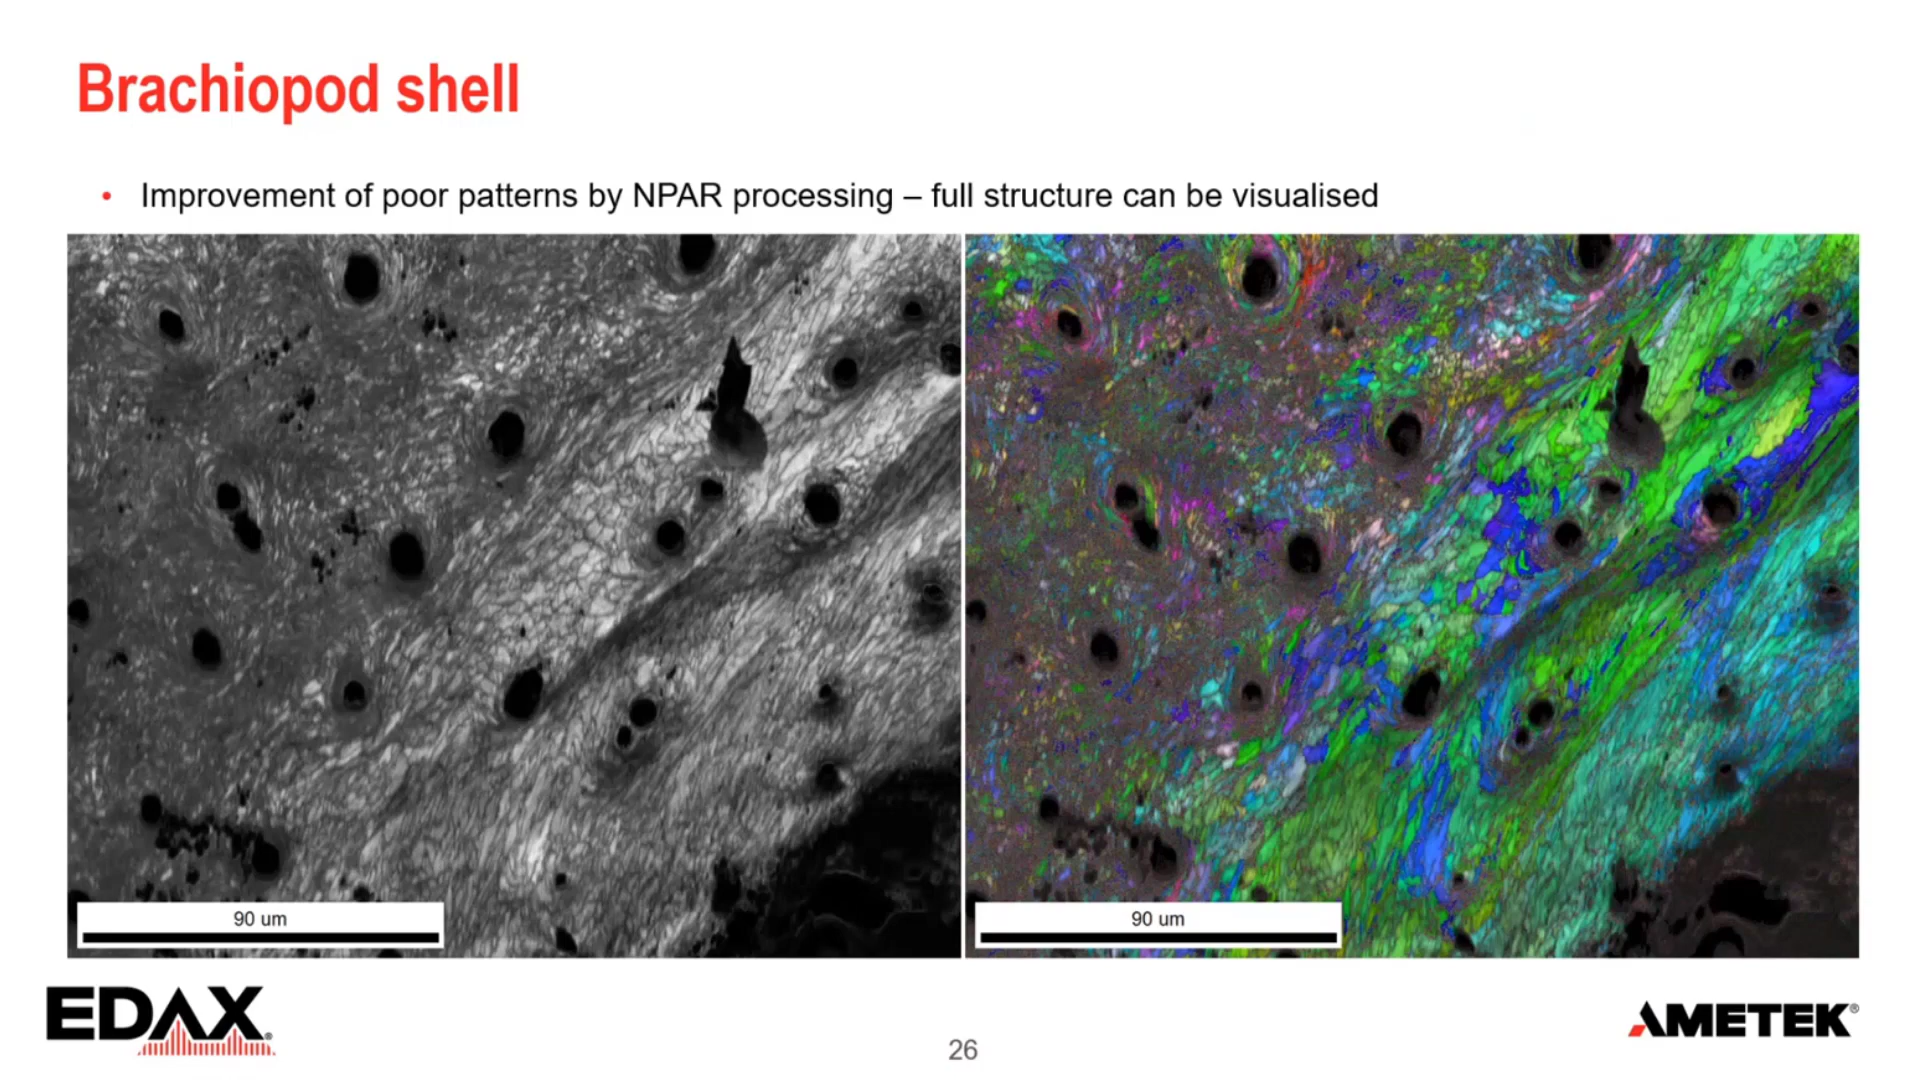 Brachiopod shell
• Improvement of poor patterns by NPAR processing – full structure can be visualised
90 um
90 um
EDAX®
26
AMETEK®